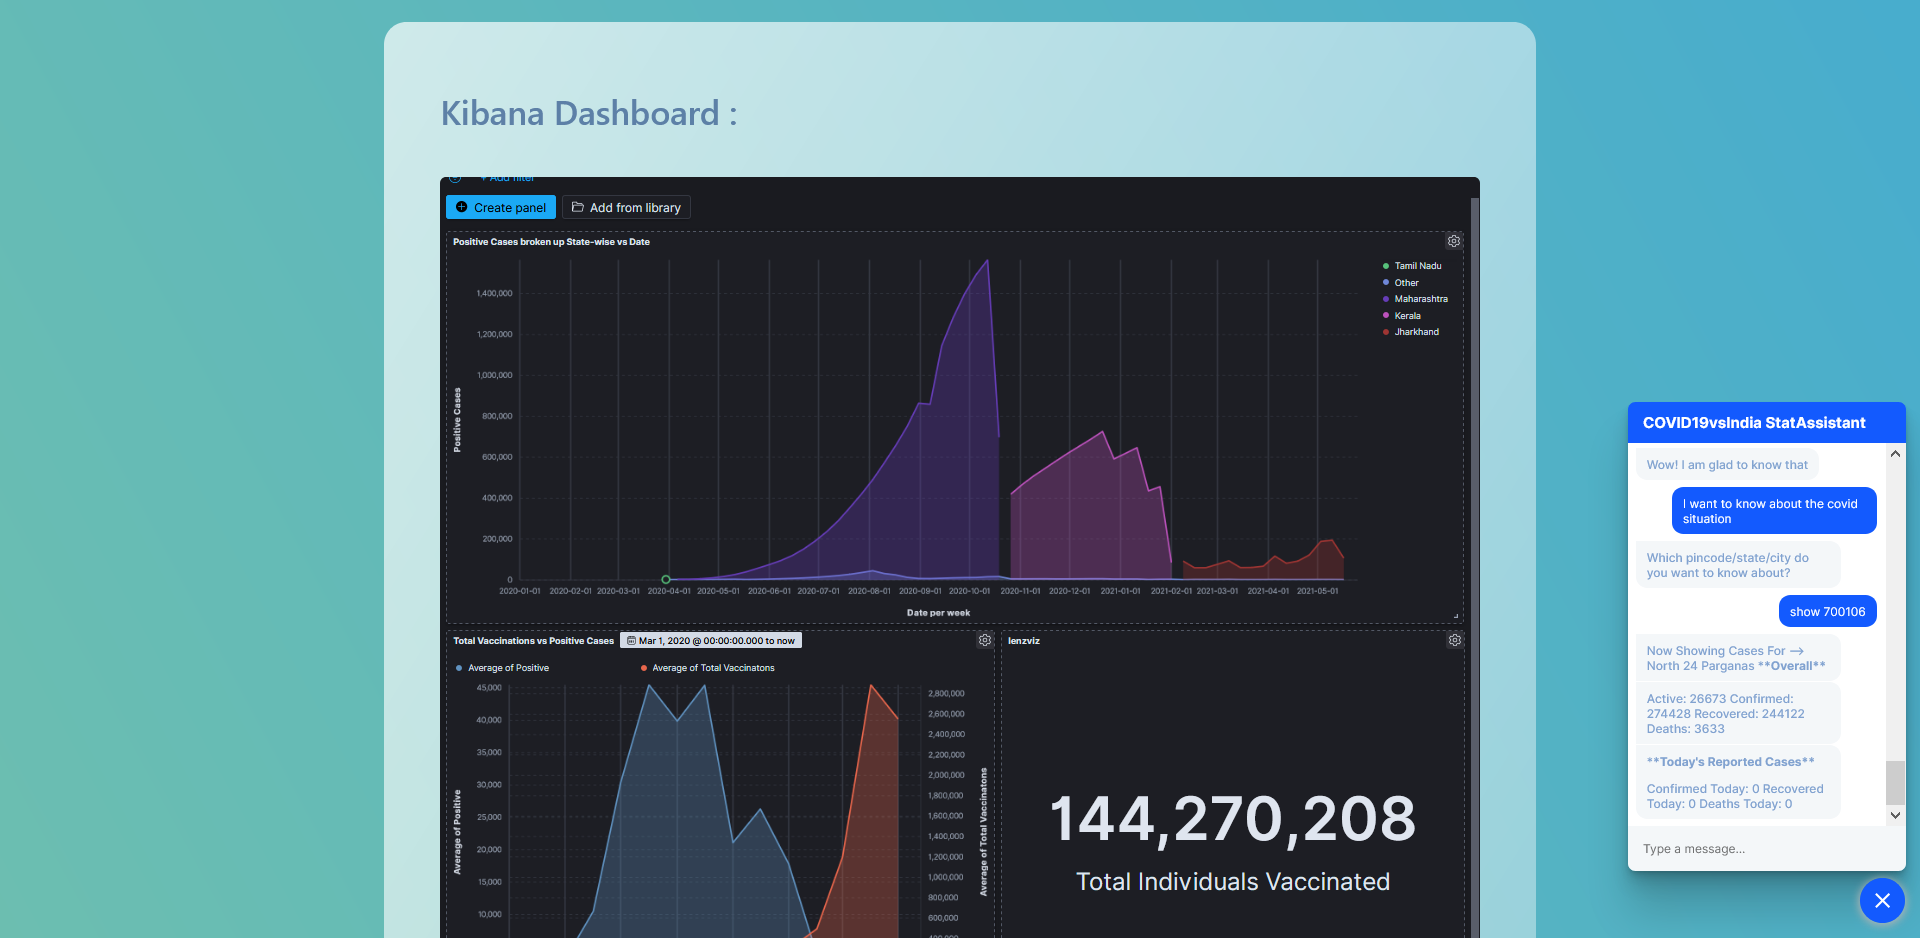 Kibana Dashboard :
+ Add filter
Create panel
Add from library
Positive Cases broken up State-wise vs Date
Tamil Nadu
Other
Maharashtra
Kerala
Jharkhand
1,400,000
1,200,000
1,000,000
800,000
600,000
400,000
200,000
0
Positive Cases
2020-01-01 2020-02-01 2020-03-01 2020-04-01 2020-05-01 2020-06-01 2020-07-01 2020-08-01 2020-09-01 2020-10-01 2020-11-01 2020-12-01 2021-01-01 2021-02-01 2021-03-01 2021-04-01 2021-05-01
Date per week
Total Vaccinations vs Positive Cases Mar 1, 2020 @ 00:00:00.000 to now
Average of Positive Average of Total Vaccinatons
45,000
40,000
35,000
30,000
25,000
20,000
15,000
10,000
Average of Positive
2,800,000
2,600,000
2,400,000
2,200,000
2,000,000
1,800,000
1,600,000
1,400,000
1,200,000
1,000,000
800,000
600,000
400,000
Average of Total Vaccinatons
lenzviz
144,270,208
Total Individuals Vaccinated
COVID19vsIndia StatAssistant
Wow! I am glad to know that
I want to know about the covid
situation
Which pincode/state/city do
you want to know about?
show 700106
Now Showing Cases For -->
North 24 Parganas **Overall**
Active: 26673 Confirmed:
274428 Recovered: 244122
Deaths: 3633
**Today's Reported Cases**
Confirmed Today: 0 Recovered
Today: 0 Deaths Today: 0
Type a message...